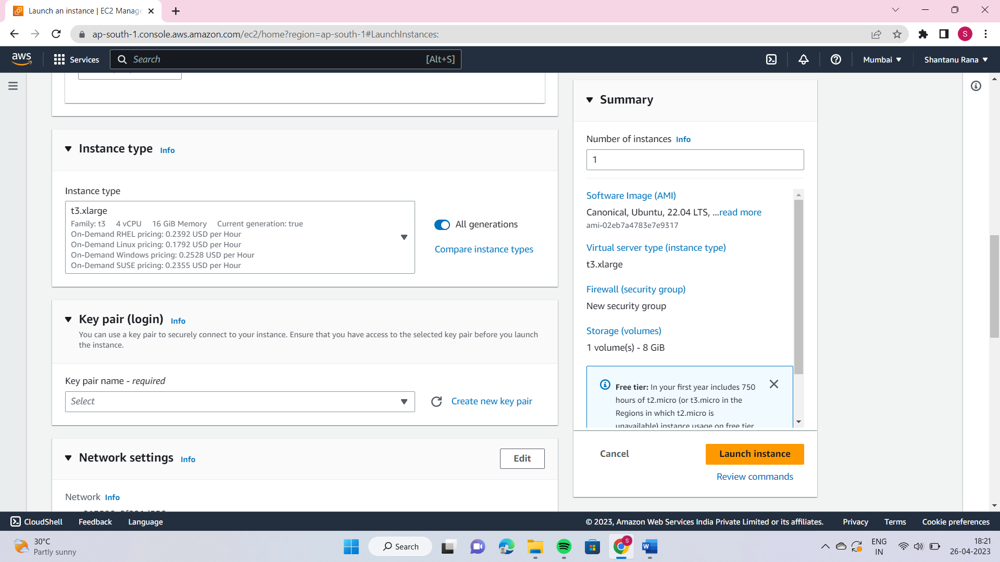 Launch an instance | EC2 Manage
ap-south-1.console.aws.amazon.com/ec2/home?region=ap-south-1#LaunchInstances:
S
aws
Services
Search
[Alt+S]
Mumbai
Shantanu Rana
Instance type
Info
Instance type
t3.xlarge
Family: t3 4 vCPU 16 GiB Memory Current generation: true
On-Demand RHEL pricing: 0.2392 USD per Hour
On-Demand Linux pricing: 0.1792 USD per Hour
On-Demand Windows pricing: 0.2528 USD per Hour
On-Demand SUSE pricing: 0.2355 USD per Hour
All generations
Compare instance types
Key pair (login)
Info
You can use a key pair to securely connect to your instance. Ensure that you have access to the selected key pair before you launch
the instance.
Key pair name - required
Select
Create new key pair
Network settings
Info
Edit
Network
Info
Summary
Number of instances
Info
1
Software Image (AMI)
Canonical, Ubuntu, 22.04 LTS, ...read more
ami-02eb7a4783e7e9317
Virtual server type (instance type)
t3.xlarge
Firewall (security group)
New security group
Storage (volumes)
1 volume(s) - 8 GiB
Free tier: In your first year includes 750
hours of t2.micro (or t3.micro in the
Regions in which t2.micro is
unavailable) instance usage on free tier
Cancel
Launch instance
Review commands
CloudShell
Feedback
Language
© 2023, Amazon Web Services India Private Limited or its affiliates.
Privacy
Terms
Cookie preferences
30°C
Partly sunny
Search
S
W
ENG
IN
18:21
26-04-2023